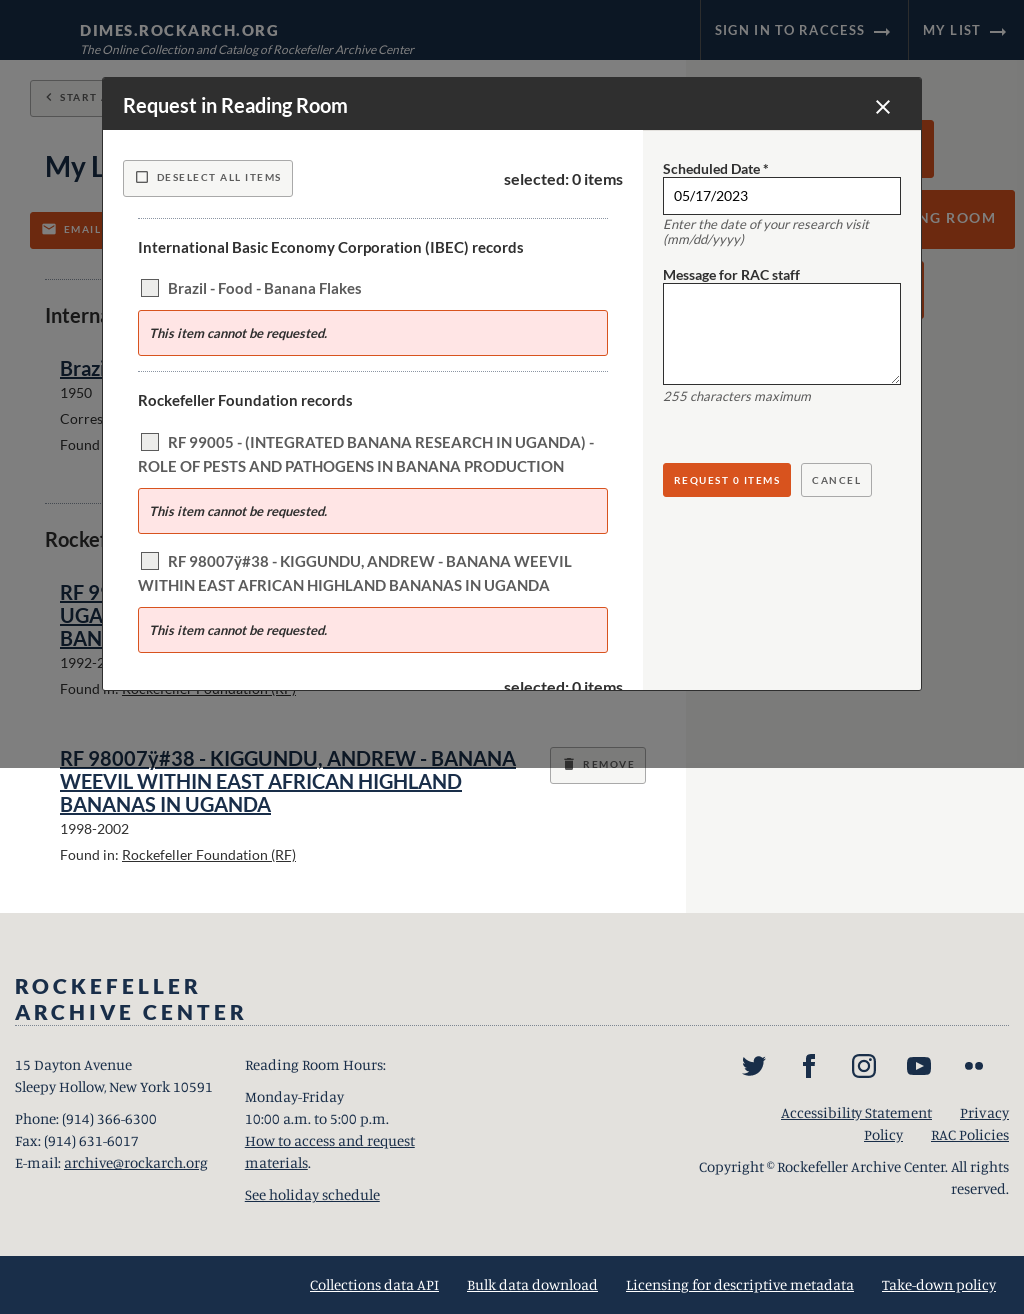 DIMES.ROCKARCH.ORG
The Online Collection and Catalog of Rockefeller Archive Center
SIGN IN TO RACCESS
MY LIST
START
Request in Reading Room
My L
DESELECT ALL ITEMS
selected: 0 items
EMAIL
International Basic Economy Corporation (IBEC) records
Brazil - Food - Banana Flakes
This item cannot be requested.
Rockefeller Foundation records
RF 99005 - (INTEGRATED BANANA RESEARCH IN UGANDA) -
ROLE OF PESTS AND PATHOGENS IN BANANA PRODUCTION
This item cannot be requested.
RF 98007ÿ#38 - KIGGUNDU, ANDREW - BANANA WEEVIL
WITHIN EAST AFRICAN HIGHLAND BANANAS IN UGANDA
This item cannot be requested.
selected: 0 items
Scheduled Date *
05/17/2023
Enter the date of your research visit
(mm/dd/yyyy)
Message for RAC staff
255 characters maximum
REQUEST 0 ITEMS
CANCEL
NG ROOM
Interna
Brazi
1950
Corres
Found
Rockef
RF 99
UGA
BAN
1992-2
Found in: Rockefeller Foundation (RF)
RF 98007ÿ#38 - KIGGUNDU, ANDREW - BANANA
WEEVIL WITHIN EAST AFRICAN HIGHLAND
BANANAS IN UGANDA
REMOVE
1998-2002
Found in: Rockefeller Foundation (RF)
ROCKEFELLER
ARCHIVE CENTER
15 Dayton Avenue
Sleepy Hollow, New York 10591
Phone: (914) 366-6300
Fax: (914) 631-6017
E-mail: archive@rockarch.org
Reading Room Hours:
Monday-Friday
10:00 a.m. to 5:00 p.m.
How to access and request
materials.
See holiday schedule
Accessibility Statement Privacy
Policy RAC Policies
Copyright © Rockefeller Archive Center. All rights
reserved.
Collections data API Bulk data download Licensing for descriptive metadata Take-down policy